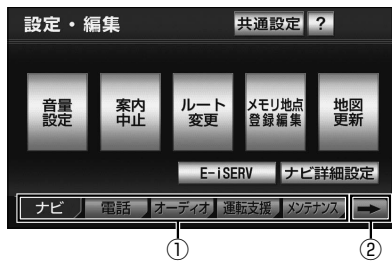 設定・編集 共通設定 ?
音量設定 案内中止 ルート変更 メモリ地点登録編集 地図更新
E-iSERV ナビ詳細設定
ナビ 電話 オーディオ 運転支援 メンテナンス →
① ②